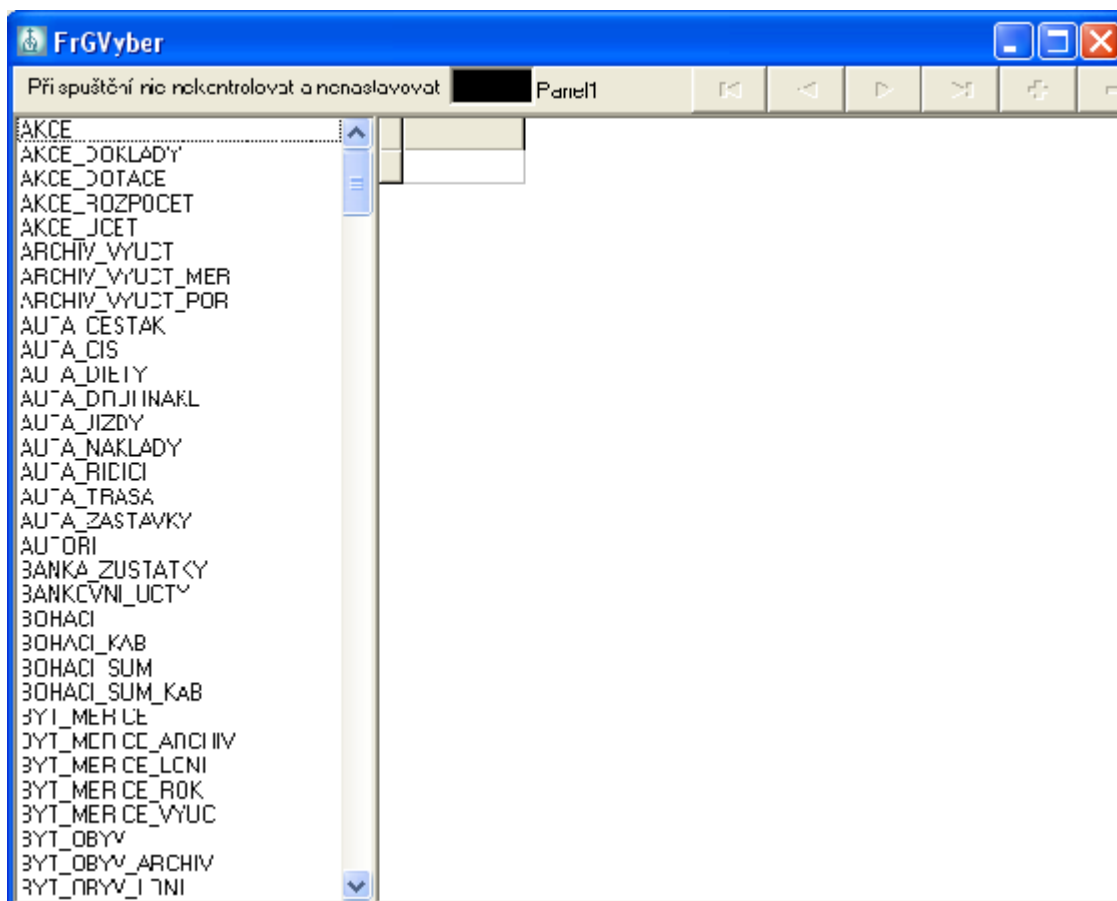 FrGVyber
Při spuštění nic nekontrolovat a nenastavovat Panel1
AKCE
AKCE_DOKLADY
AKCE_DOTACE
AKCE_ROZPOCET
AKCE_UCET
ARCHIV_VYUCT
ARCHIV_VYUCT_MER
ARCHIV_VYUCT_POR
AUTA_CESTAK
AUTA_CIS
AUTA_DIETY
AUTA_DRUHNAKL
AUTA_JIZDY
AUTA_NAKLADY
AUTA_RIDICI
AUTA_TRASA
AUTA_ZASTAVKY
AUTORI
BANKA_ZUSTATKY
BANKOVNI_UCTY
BOHACI
BOHACI_KAB
BOHACI_SUM
BOHACI_SUM_KAB
BYT_MERICE
BYT_MERICE_ARCHIV
BYT_MERICE_LONI
BYT_MERICE_ROK
BYT_MERICE_VYUC
BYT_OBYV
BYT_OBYV_ARCHIV
BYT_OBYV_LONI